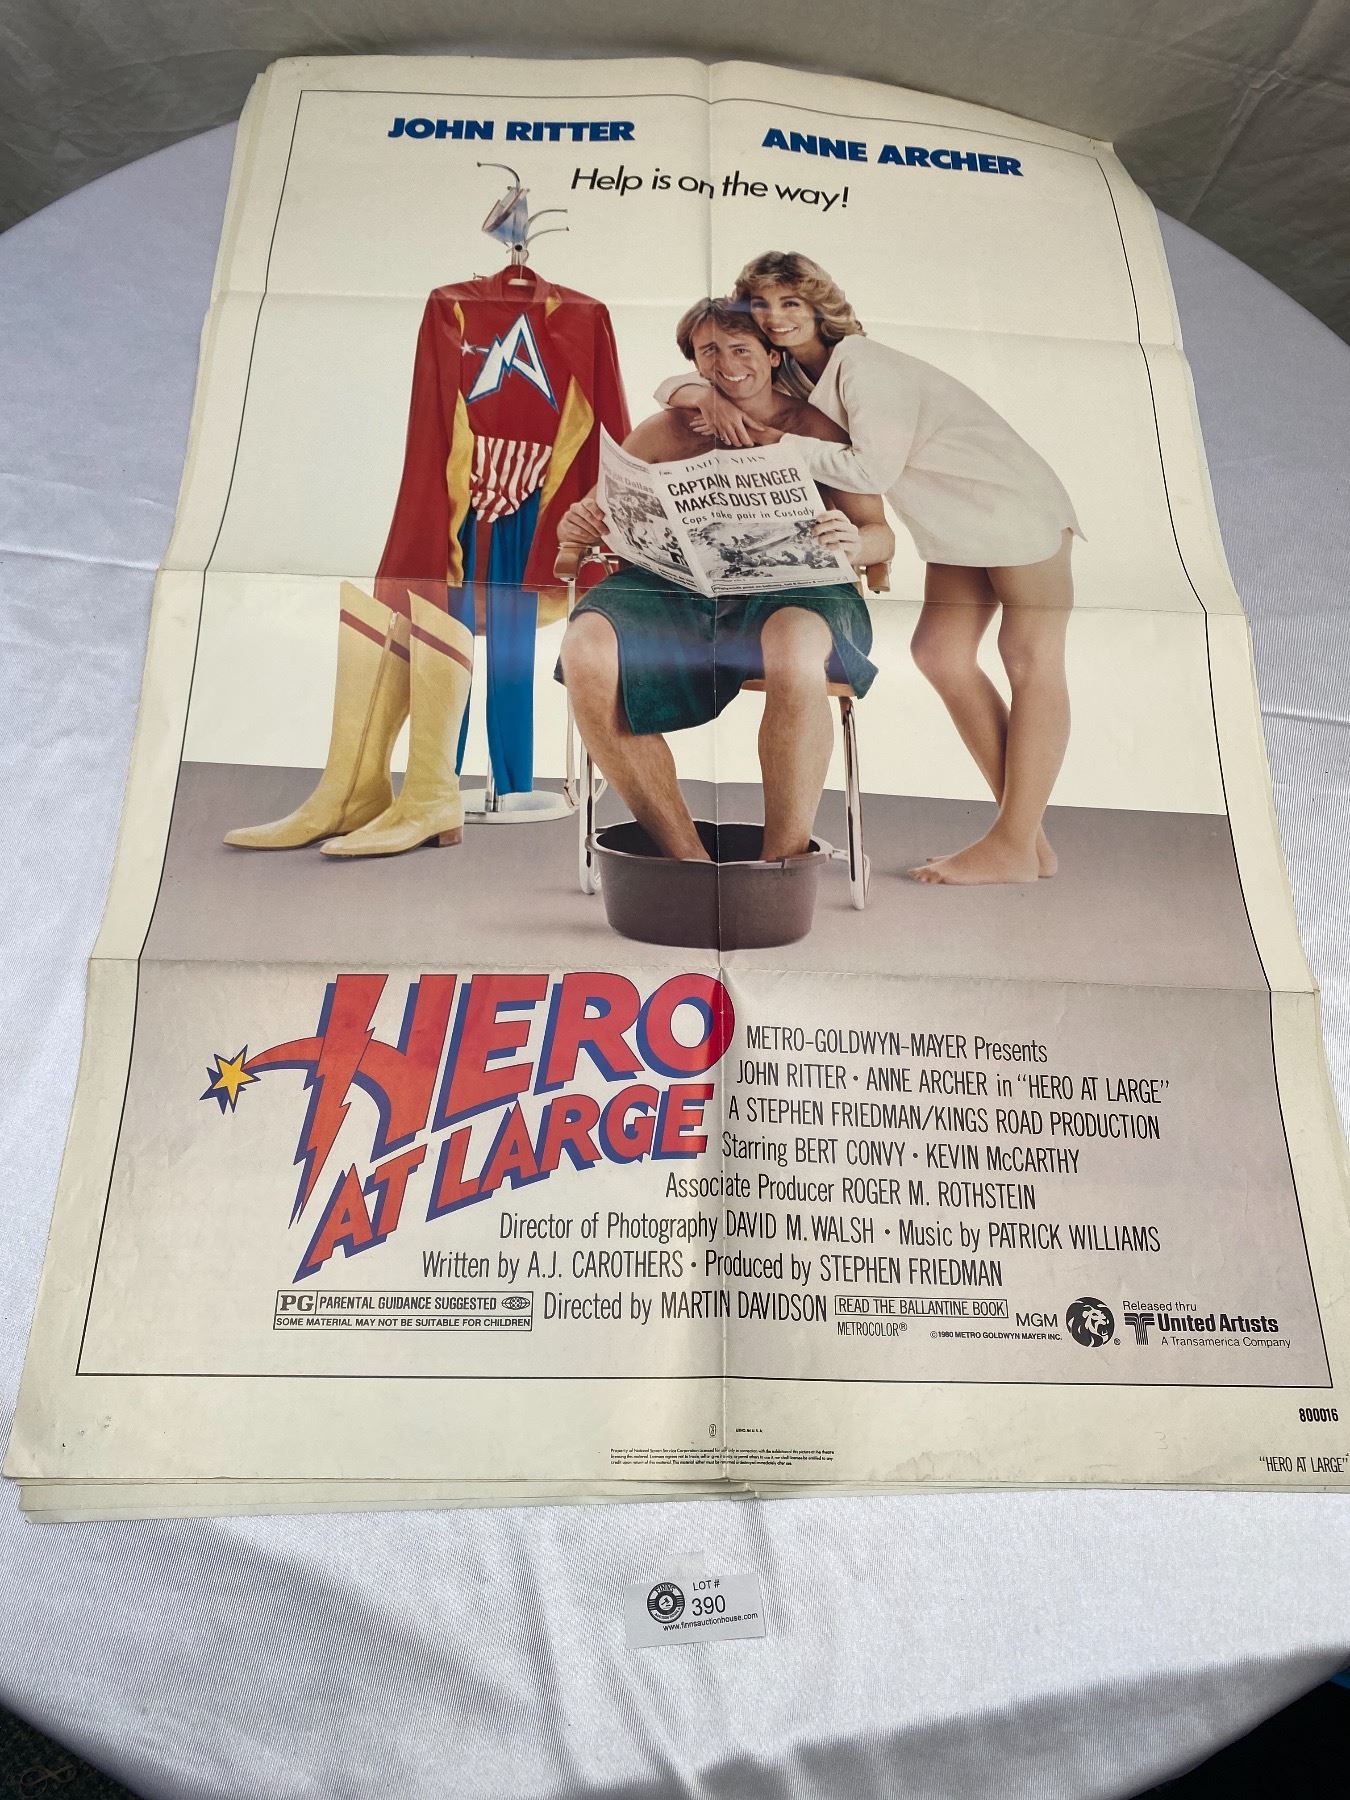 JOHN RITTER
ANNE ARCHER
Help is on the way!
DAILY NEWS
CAPTAIN AVENGER
MAKES DUST BUST
Cops take pair in Custody
HERO
AT LARGE
METRO-GOLDWYN-MAYER Presents
JOHN RITTER • ANNE ARCHER in "HERO AT LARGE"
A STEPHEN FRIEDMAN/KINGS ROAD PRODUCTION
Starring BERT CONVY • KEVIN McCARTHY
Associate Producer ROGER M. ROTHSTEIN
Director of Photography DAVID M. WALSH • Music by PATRICK WILLIAMS
Written by A.J. CAROTHERS • Produced by STEPHEN FRIEDMAN
PG PARENTAL GUIDANCE SUGGESTED
SOME MATERIAL MAY NOT BE SUITABLE FOR CHILDREN
Directed by MARTIN DAVIDSON
READ THE BALLANTINE BOOK
METROCOLOR®
©1980 METRO GOLDWYN MAYER INC.
MGM
®
Released thru
United Artists
A Transamerica Company
800016
"HERO AT LARGE"
LOT #
390
www.finnsauctionhouse.com